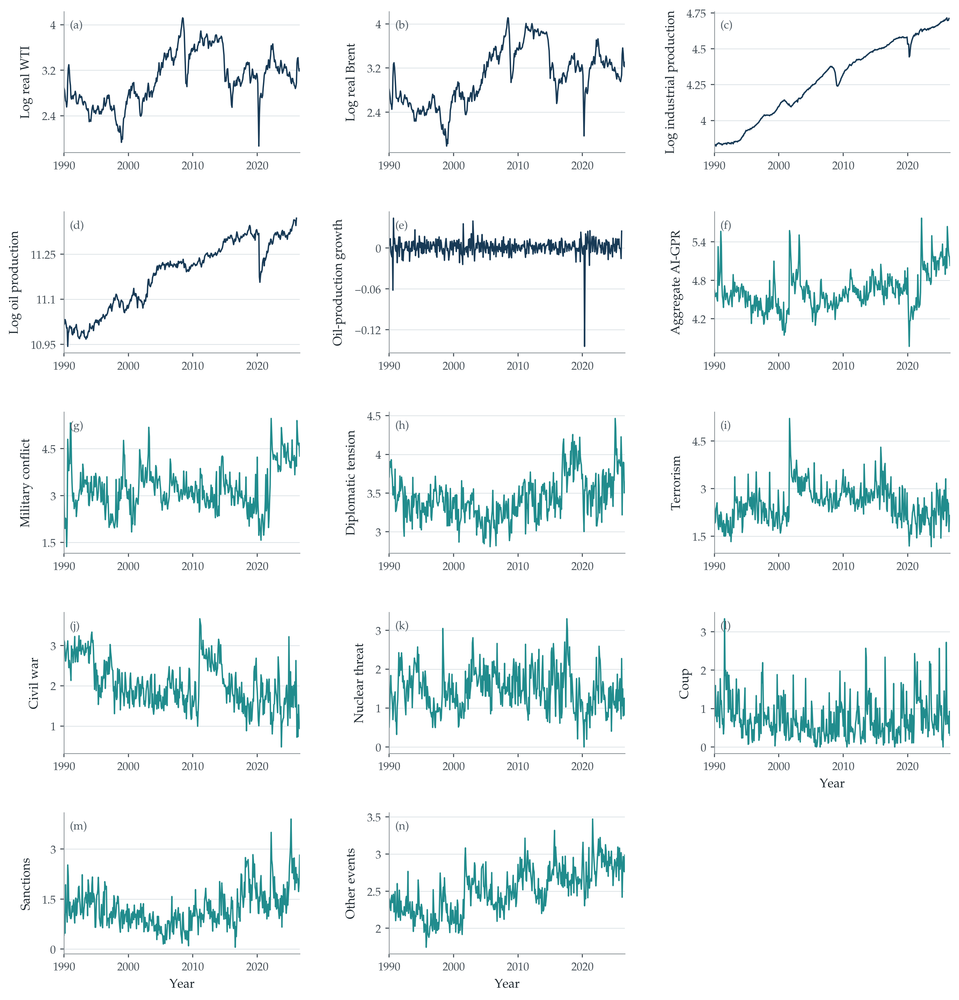 (a)
Log real WTI
4
3.2
2.4
1990 2000 2010 2020
(b)
Log real Brent
4
3.2
2.4
1990 2000 2010 2020
(c)
Log industrial production
4.75
4.5
4.25
4
1990 2000 2010 2020
(d)
Log oil production
11.25
11.1
10.95
1990 2000 2010 2020
(e)
Oil-production growth
0
−0.06
−0.12
1990 2000 2010 2020
(f)
Aggregate AI-GPR
5.4
4.8
4.2
1990 2000 2010 2020
(g)
Military conflict
4.5
3
1.5
1990 2000 2010 2020
(h)
Diplomatic tension
4.5
4
3.5
3
1990 2000 2010 2020
(i)
Terrorism
4.5
3
1.5
1990 2000 2010 2020
(j)
Civil war
3
2
1
1990 2000 2010 2020
(k)
Nuclear threat
3
2
1
0
1990 2000 2010 2020
(l)
Coup
3
2
1
0
1990 2000 2010 2020
Year
(m)
Sanctions
3
1.5
0
1990 2000 2010 2020
Year
(n)
Other events
3.5
3
2.5
2
1990 2000 2010 2020
Year